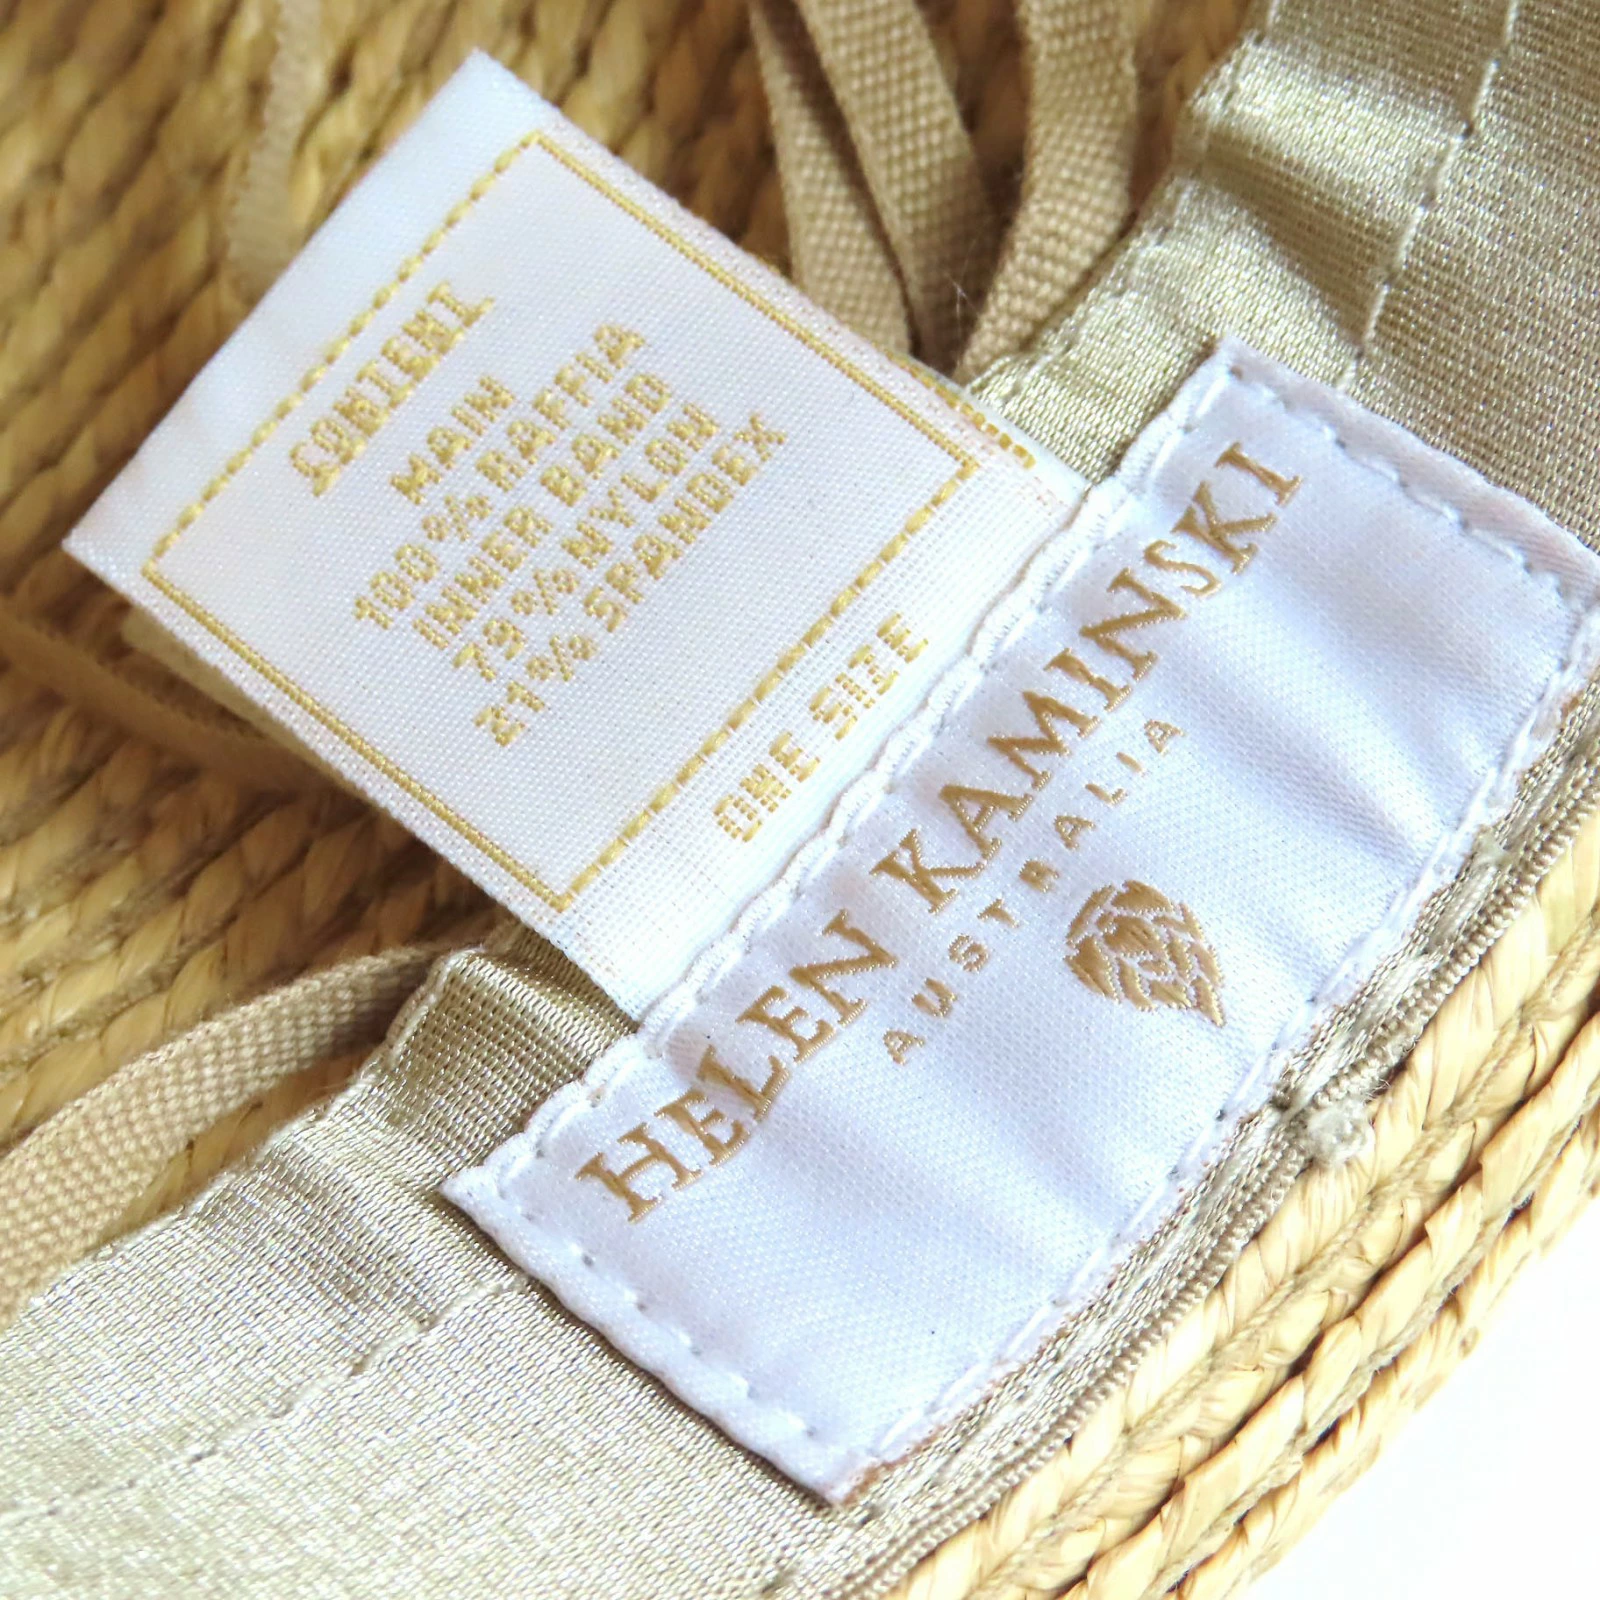 CONTENT
MAIN
100% RAFFIA
INNER BAND
79% NYLON
21% SPANDEX
ONE SIZE
HELEN KAMINSKI
AUSTRALIA